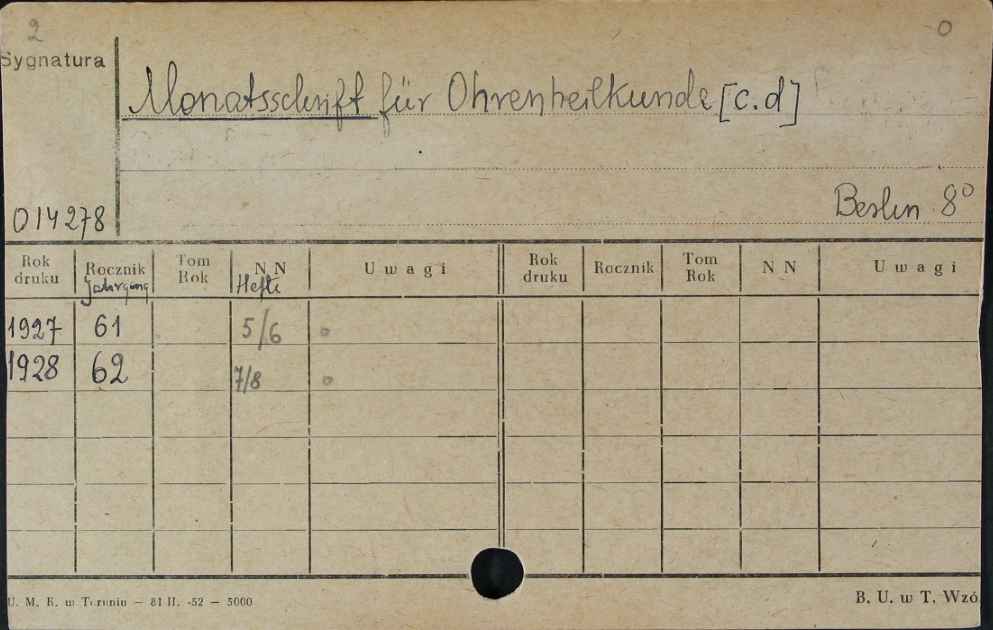 2
o
Sygnatura
Monatsschrift für Ohrenheilkunde [c.d]
014278
Berlin 8°
Rok druku Rocznik Tom Rok N N U w a g i Rok druku Rocznik Tom Rok N N U w a g i
Jahrgang Hefte
1927 61 5/6 o
1928 62 7/8 o
U. M. K. w Toruniu — 81 II. -52 — 5000
B. U. w T. Wzó